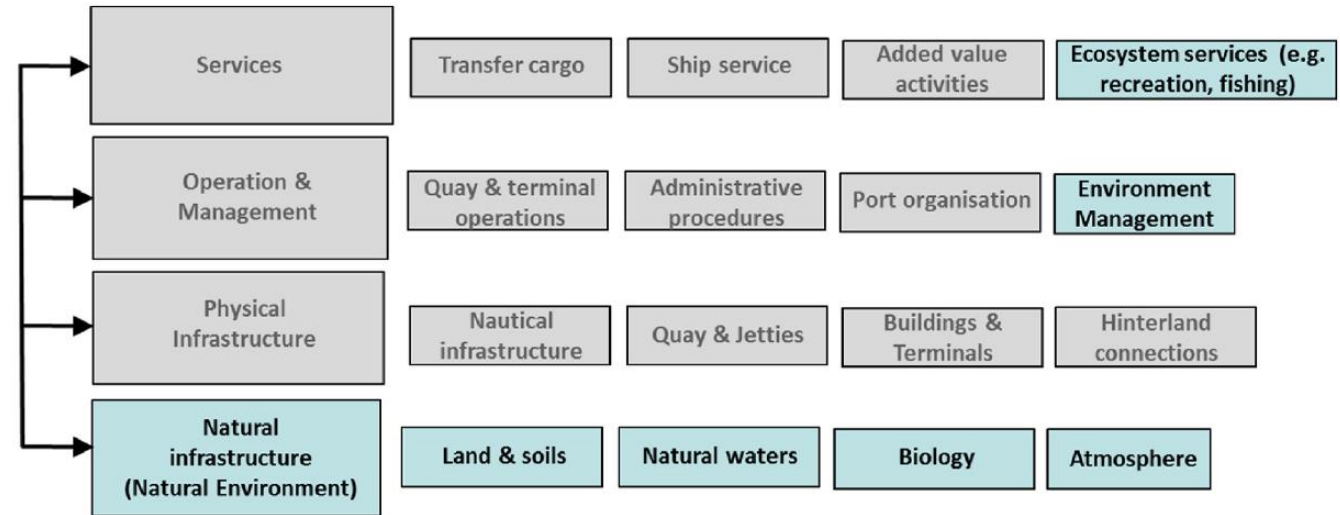 Services
Transfer cargo
Ship service
Added value
activities
Ecosystem services (e.g.
recreation, fishing)
Operation &
Management
Quay & terminal
operations
Administrative
procedures
Port organisation
Environment
Management
Physical
Infrastructure
Nautical
infrastructure
Quay & Jetties
Buildings &
Terminals
Hinterland
connections
Natural
infrastructure
(Natural Environment)
Land & soils
Natural waters
Biology
Atmosphere